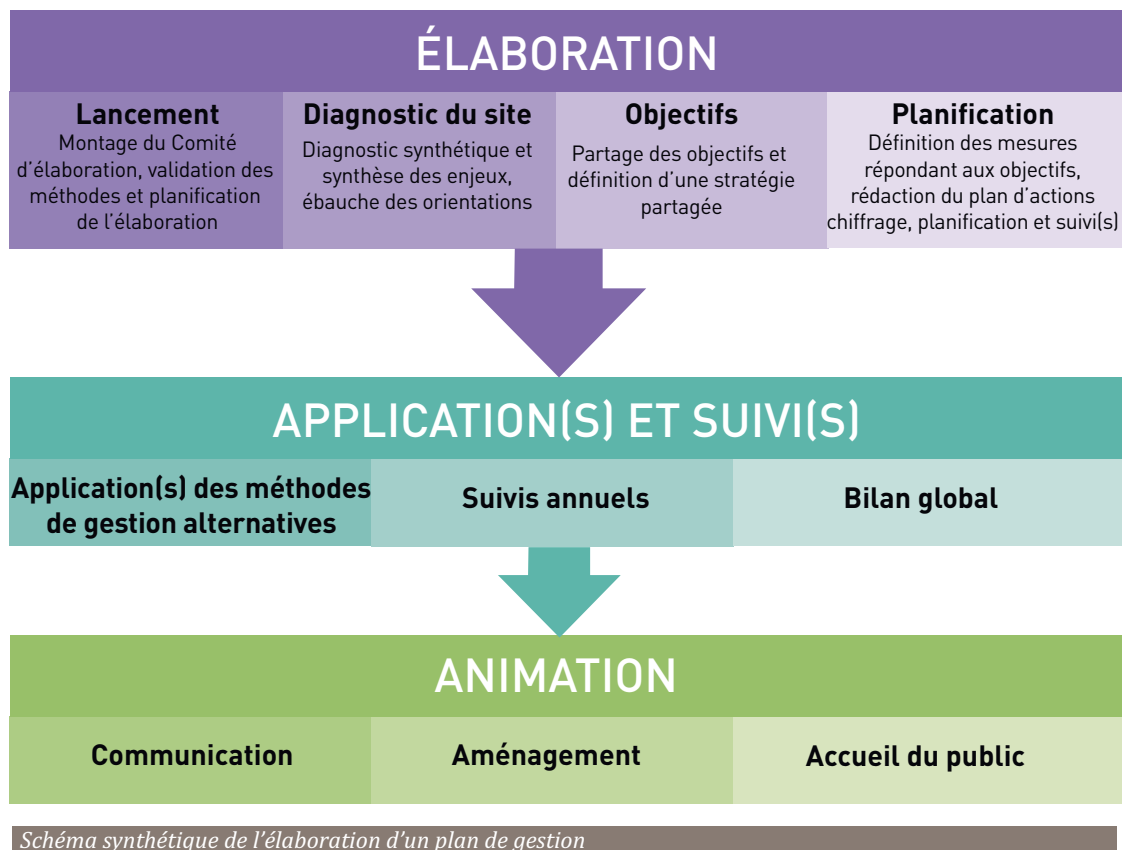 ÉLABORATION
Lancement
Montage du Comité
d'élaboration, validation des
méthodes et planification
de l'élaboration
Diagnostic du site
Diagnostic synthétique et
synthèse des enjeux,
ébauche des orientations
Objectifs
Partage des objectifs et
définition d'une stratégie
partagée
Planification
Définition des mesures
répondant aux objectifs,
rédaction du plan d'actions
chiffrage, planification et suivi(s)
APPLICATION(S) ET SUIVI(S)
Application(s) des méthodes
de gestion alternatives
Suivis annuels
Bilan global
ANIMATION
Communication
Aménagement
Accueil du public
Schéma synthétique de l'élaboration d'un plan de gestion